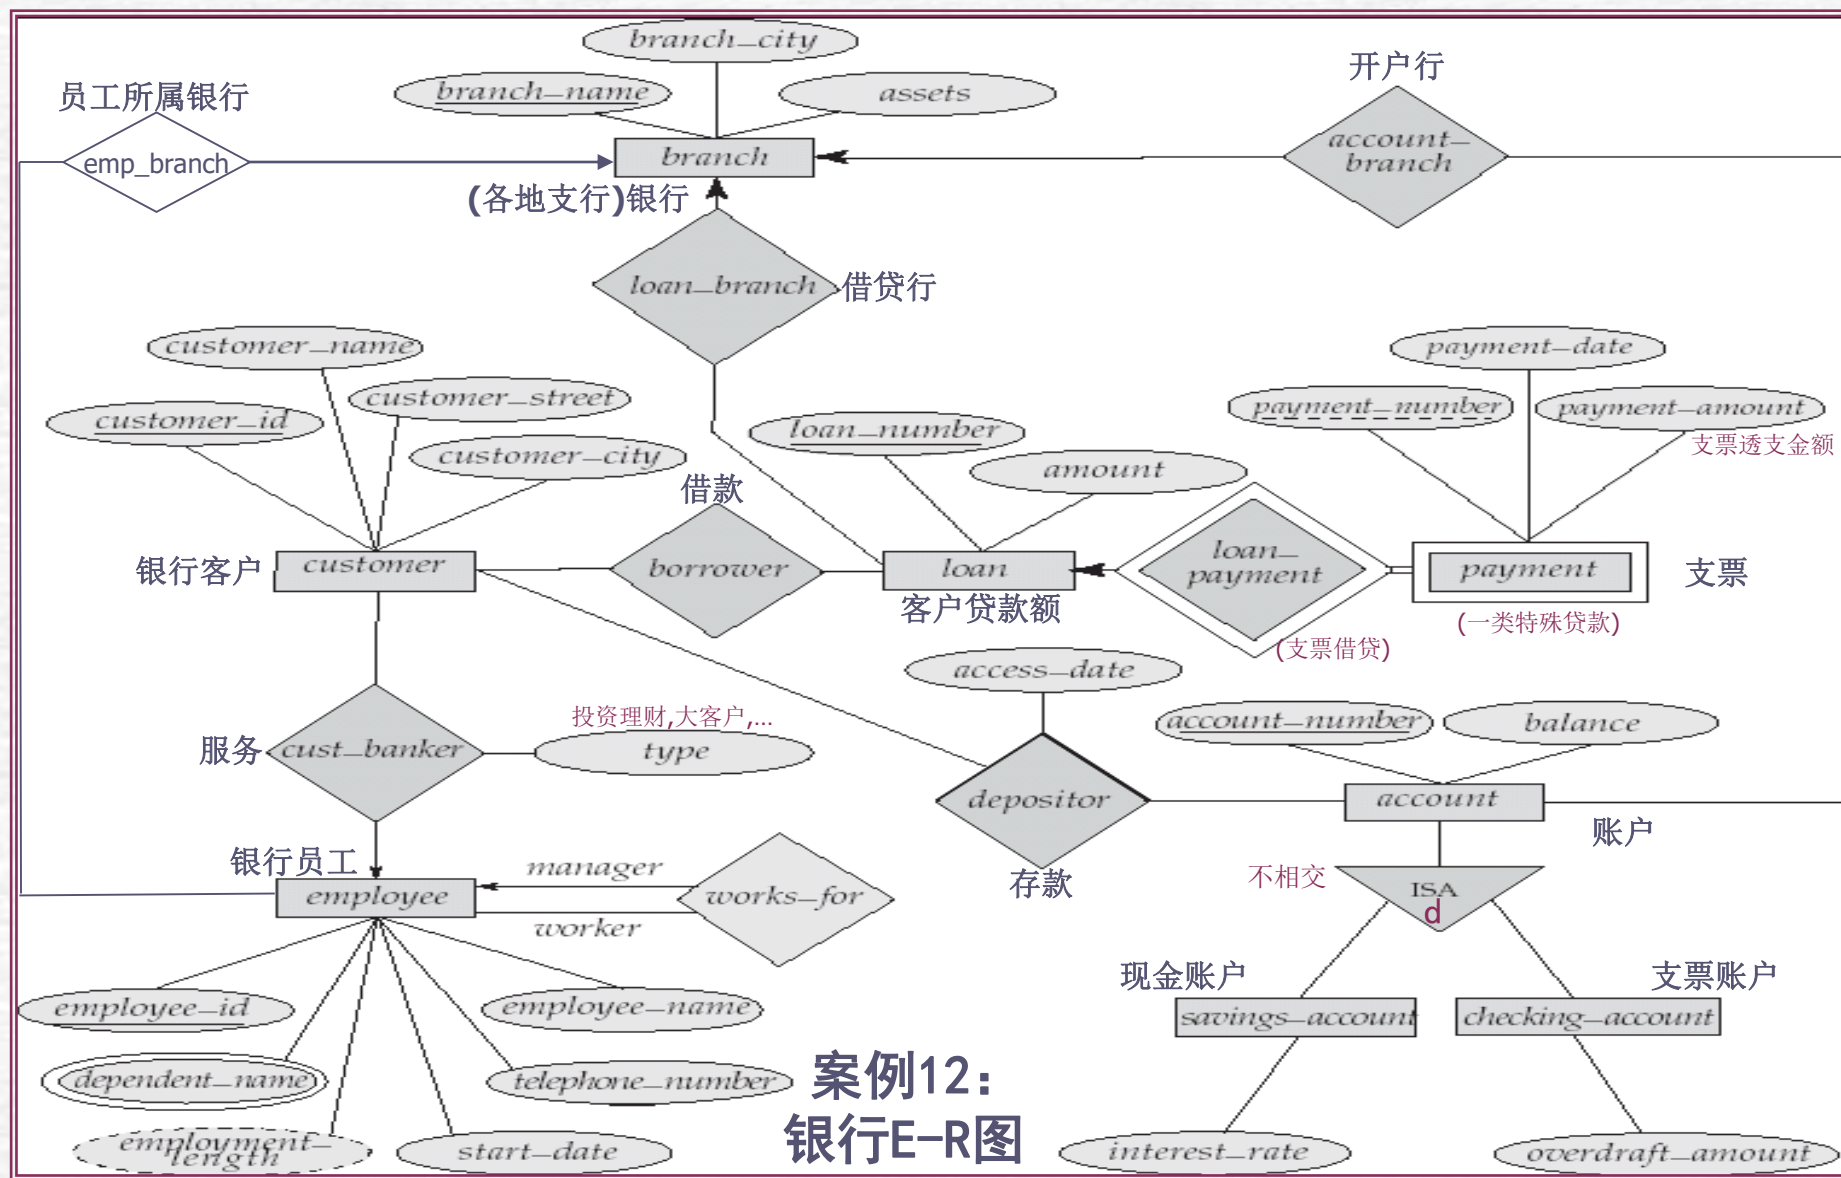 branch_city
开户行
员工所属银行
branch_name
assets
account_
branch
emp_branch
branch
(各地支行)银行
loan_branch
借贷行
customer_name
payment_date
customer_street
customer_id
payment_number
payment_amount
loan_number
支票透支金额
customer_city
amount
借款
loan_
payment
银行客户
customer
borrower
loan
payment
支票
客户贷款额
(一类特殊贷款)
(支票借贷)
access_date
投资理财,大客户,...
account_number
balance
服务
cust_banker
type
depositor
account
账户
银行员工
manager
不相交
存款
ISA
d
employee
works_for
worker
现金账户
支票账户
employee_id
employee_name
savings_account
checking_account
dependent_name
telephone_number
案例12:
employment_
length
start_date
银行E-R图
interest_rate
overdraft_amount